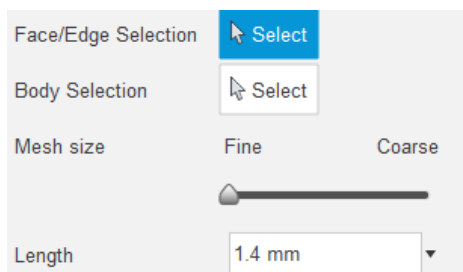 Face/Edge Selection Select
Body Selection Select
Mesh size Fine Coarse
Length 1.4 mm